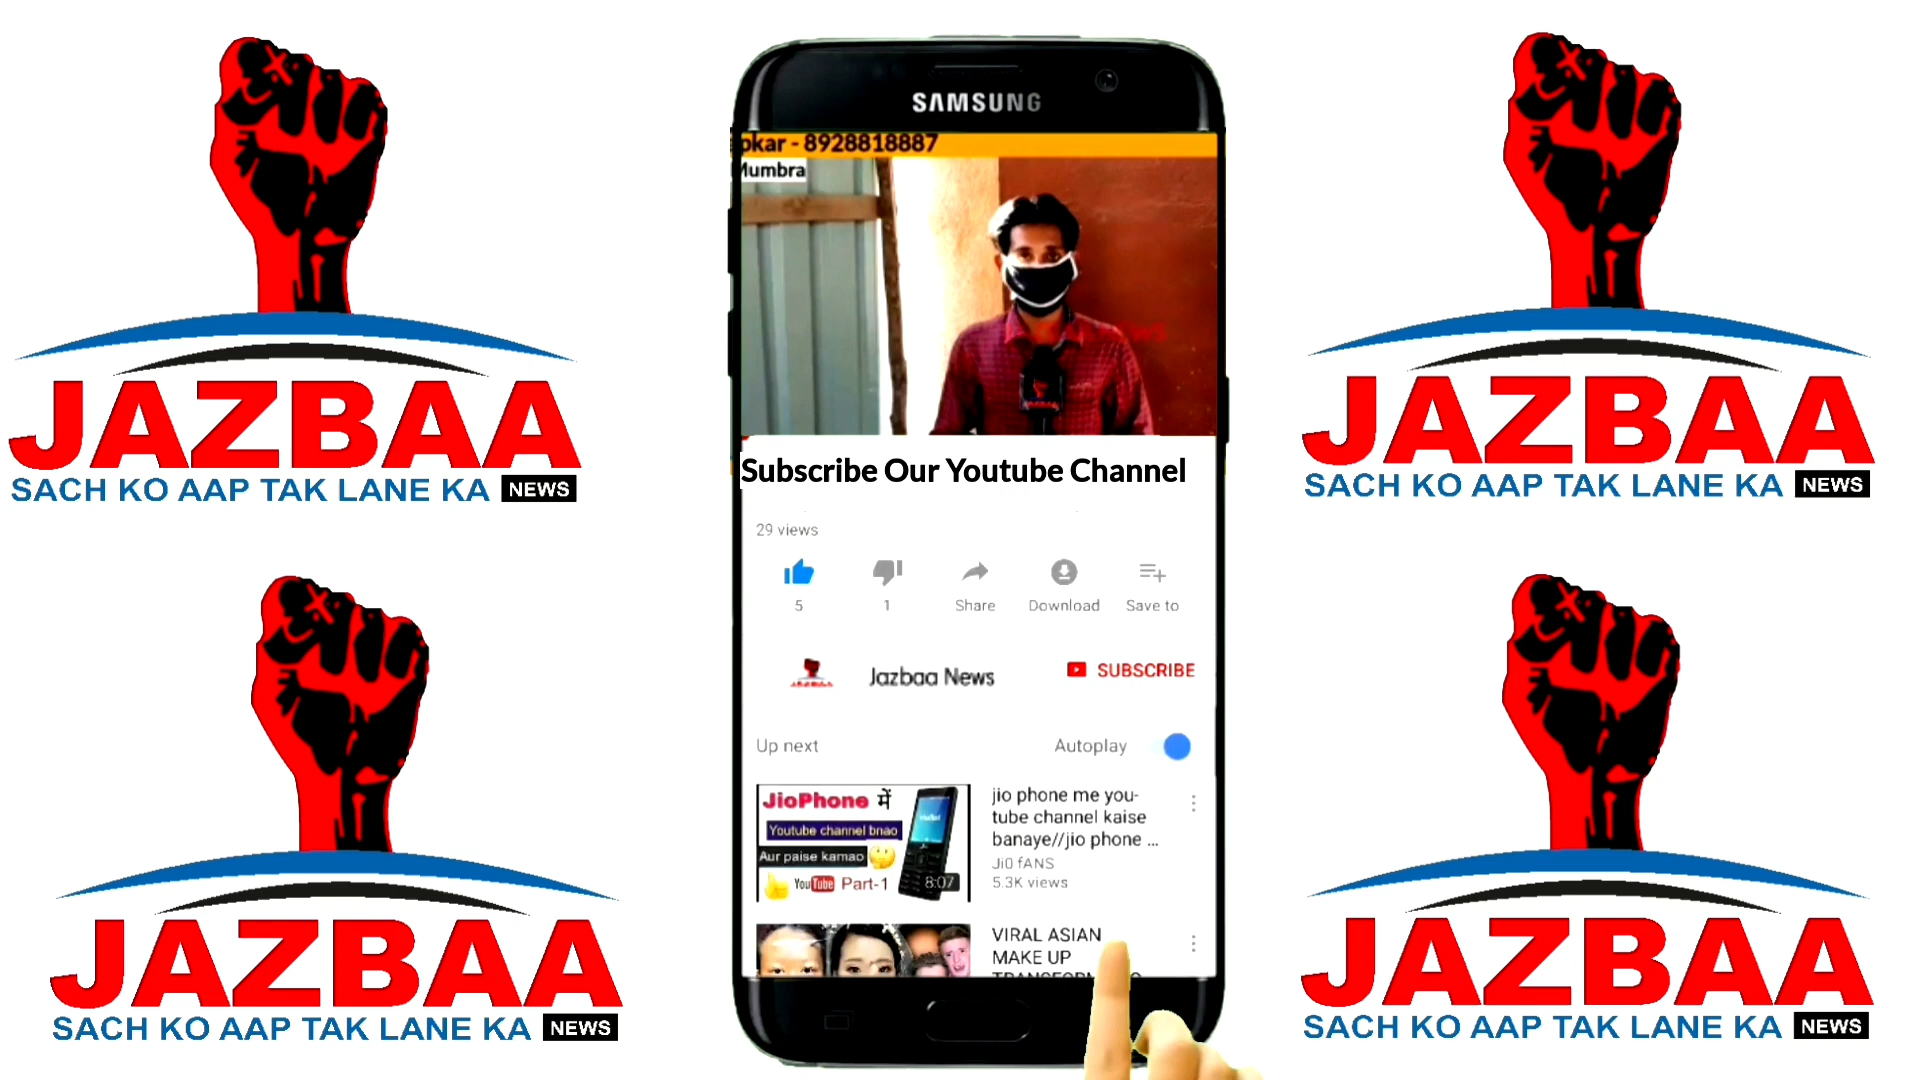 JAZBAA
SACH KO AAP TAK LANE KA NEWS
JAZBAA
SACH KO AAP TAK LANE KA NEWS
SAMSUNG
pkar - 8928818887
Mumbra
Subscribe Our Youtube Channel
29 views
5
1
Share
Download
Save to
JAZBAA
Jazbaa News
SUBSCRIBE
Up next
Autoplay
JioPhone में
Youtube channel bnao
Aur paise kamao
YouTube Part-1
8:07
jio phone me you-
tube channel kaise
banaye//jio phone ...
Ji0 fANS
5.3K views
VIRAL ASIAN
MAKE UP
JAZBAA
SACH KO AAP TAK LANE KA NEWS
JAZBAA
SACH KO AAP TAK LANE KA NEWS